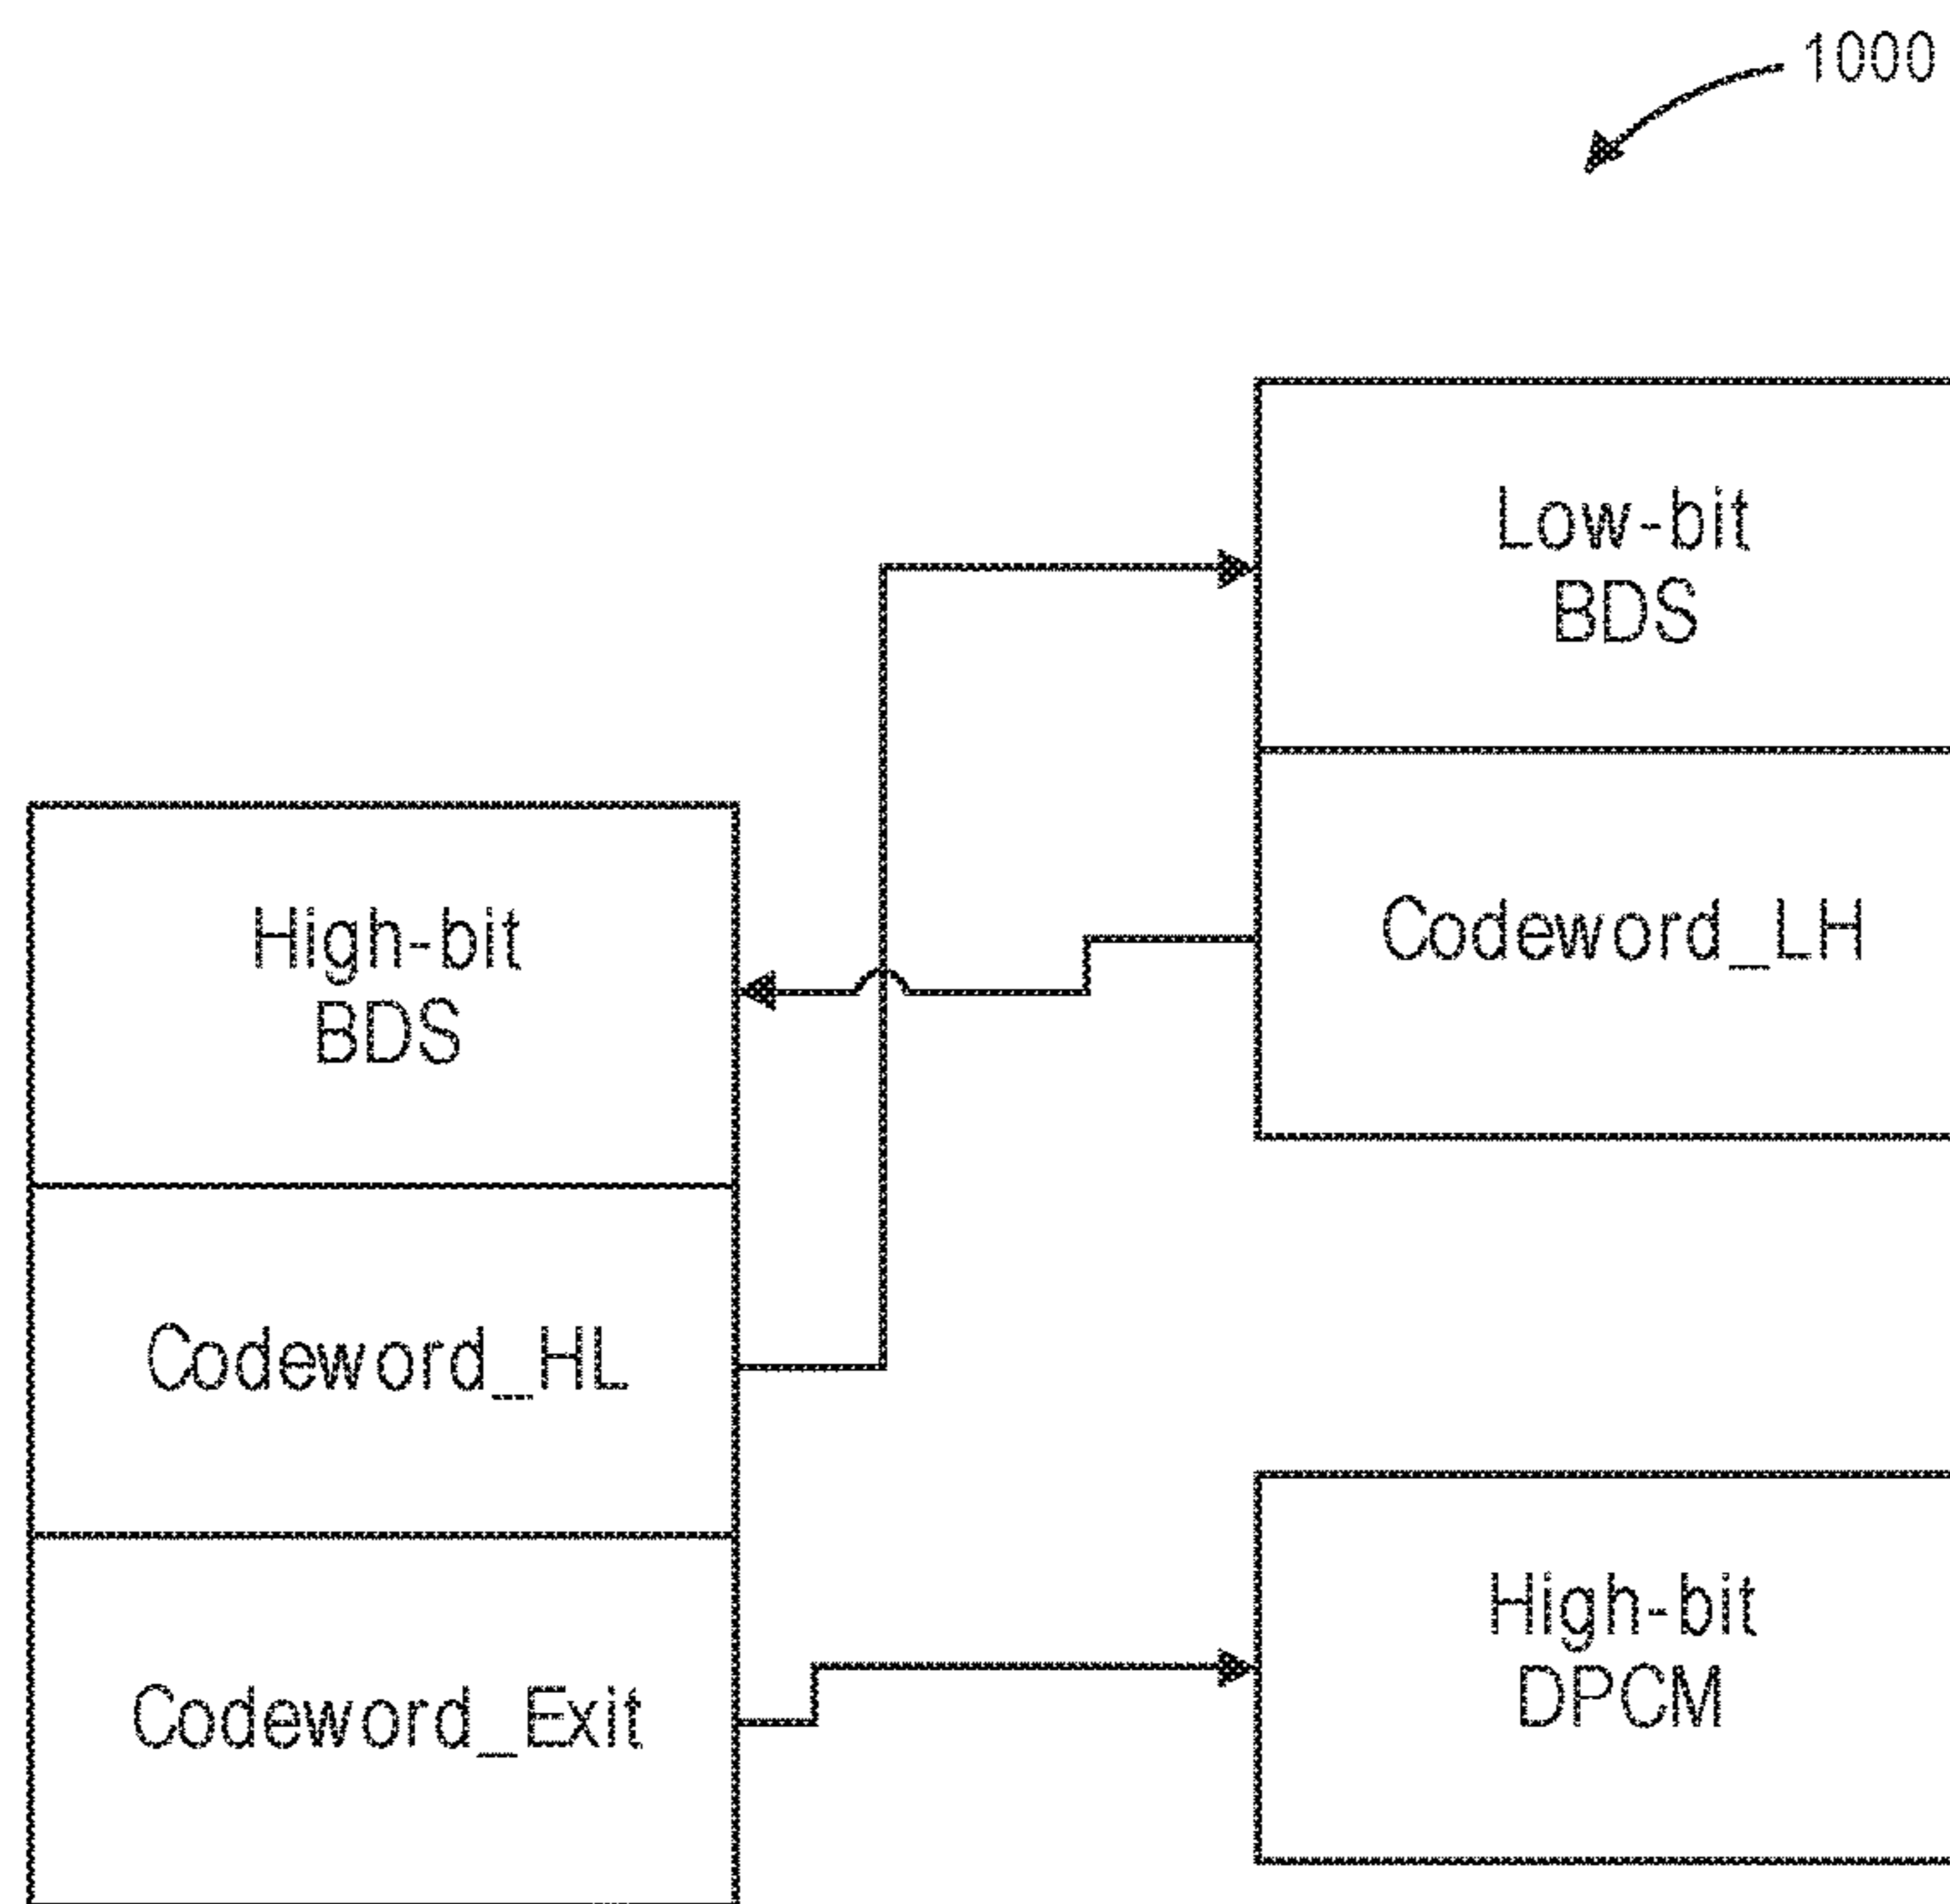 1000
Low-bit
BDS
Codeword_LH
High-bit
BDS
Codeword_HL
Codeword_Exit
High-bit
DPCM